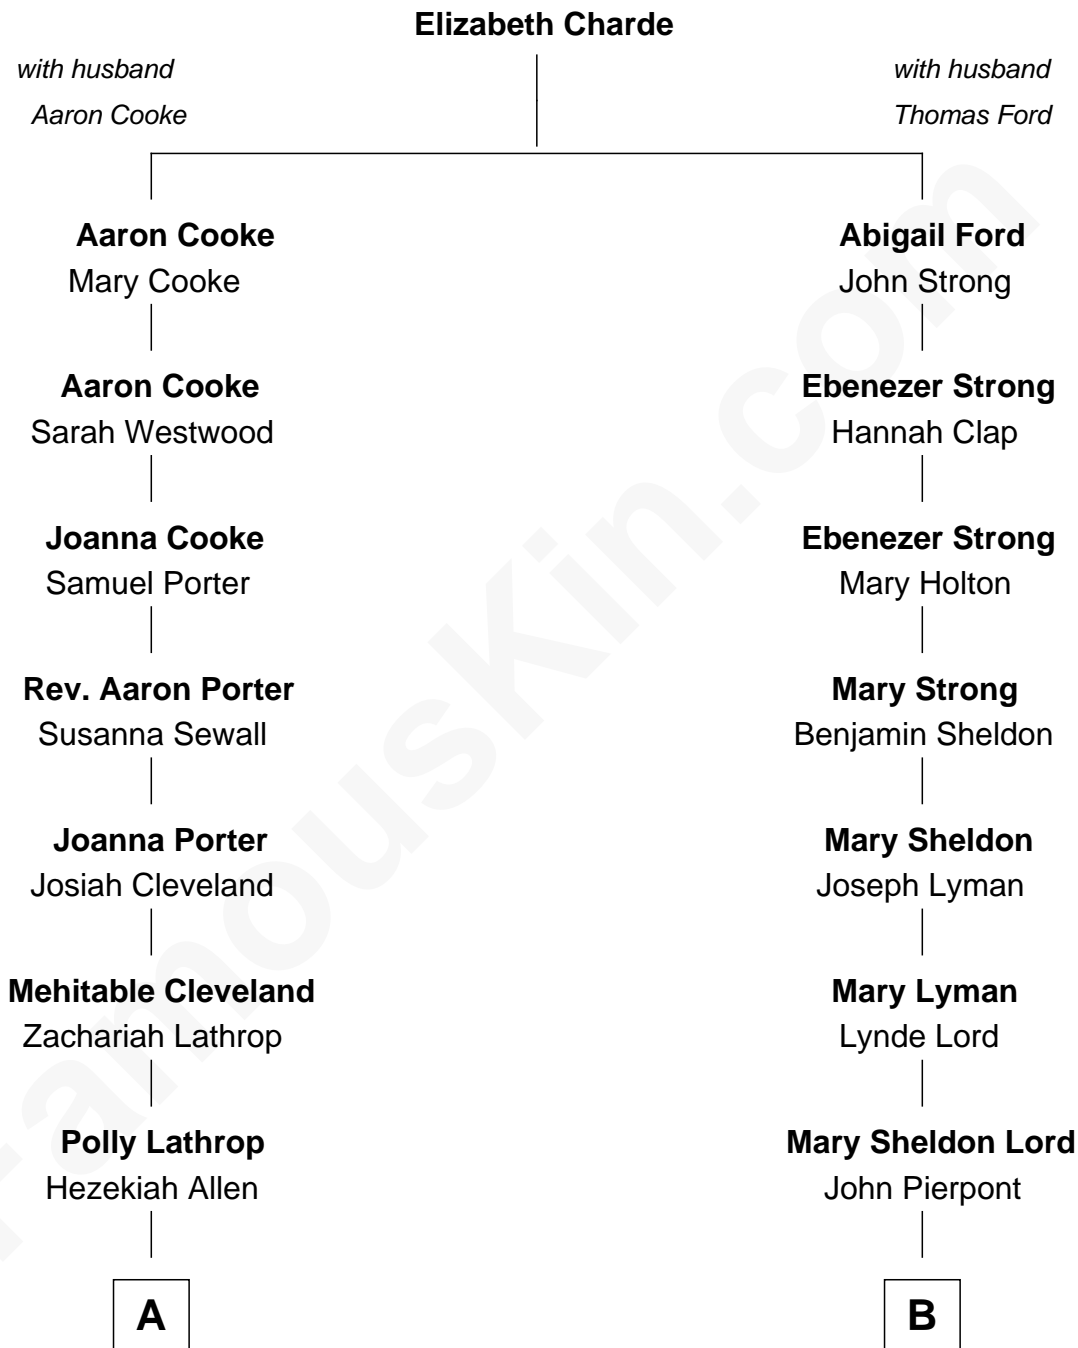 Elizabeth Charde
with husband
Aaron Cooke
with husband
Thomas Ford
Aaron Cooke
Mary Cooke
Abigail Ford
John Strong
Aaron Cooke
Sarah Westwood
Ebenezer Strong
Hannah Clap
Joanna Cooke
Samuel Porter
Ebenezer Strong
Mary Holton
Rev. Aaron Porter
Susanna Sewall
Mary Strong
Benjamin Sheldon
Joanna Porter
Josiah Cleveland
Mary Sheldon
Joseph Lyman
Mehitable Cleveland
Zachariah Lathrop
Mary Lyman
Lynde Lord
Polly Lathrop
Hezekiah Allen
Mary Sheldon Lord
John Pierpont
A
B
FamousKin.com